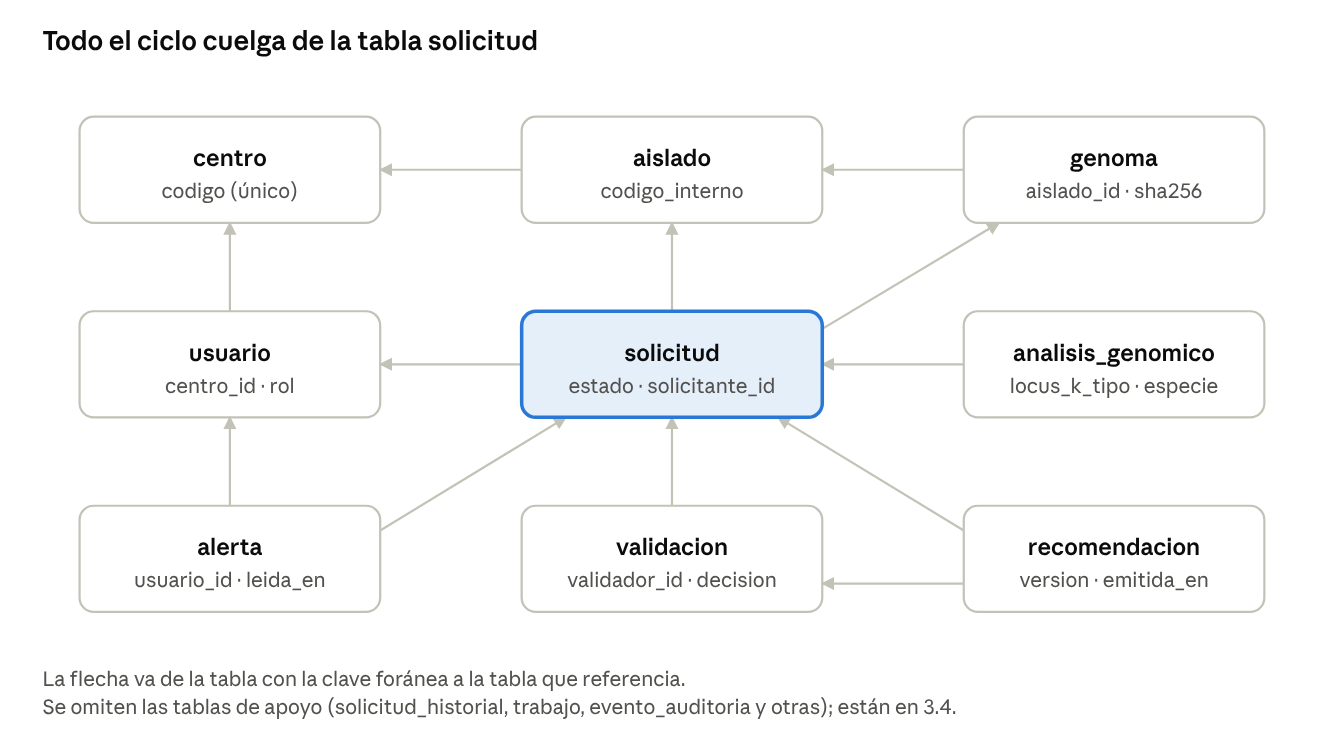 Todo el ciclo cuelga de la tabla solicitud
centro
codigo (único)
aislado
codigo_interno
genoma
aislado_id · sha256
usuario
centro_id · rol
solicitud
estado · solicitante_id
analisis_genomico
locus_k_tipo · especie
alerta
usuario_id · leida_en
validacion
validador_id · decision
recomendacion
version · emitida_en
La flecha va de la tabla con la clave foránea a la tabla que referencia.
Se omiten las tablas de apoyo (solicitud_historial, trabajo, evento_auditoria y otras); están en 3.4.